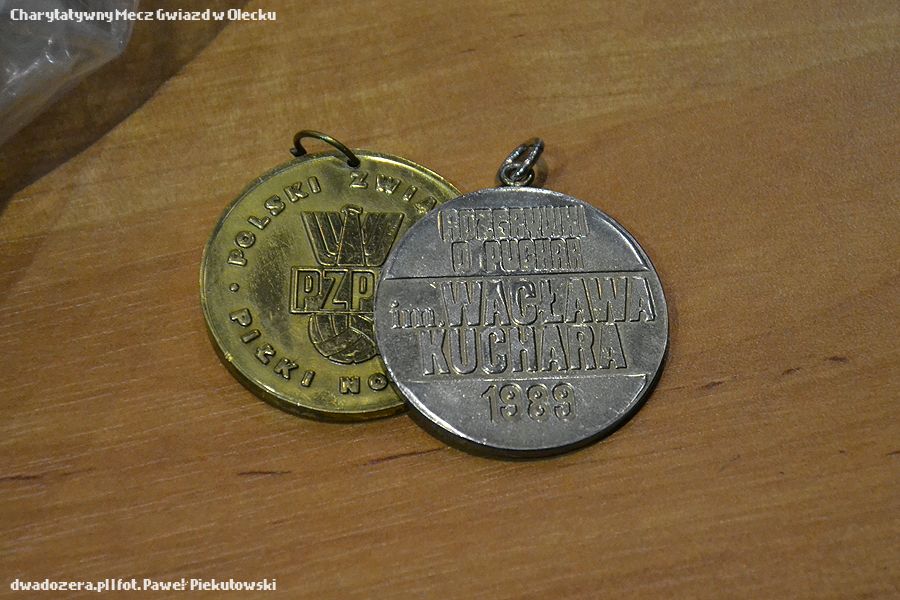 Charytatywny Mecz Gwiazd w Olecku
POLSKI ZWIĄ
PZP
PIŁKI NO
ROZGRYWKI
O PUCHAR
im. WACŁAWA
KUCHARA
1989
dwadozera.pl|fot. Paweł Piekutowski